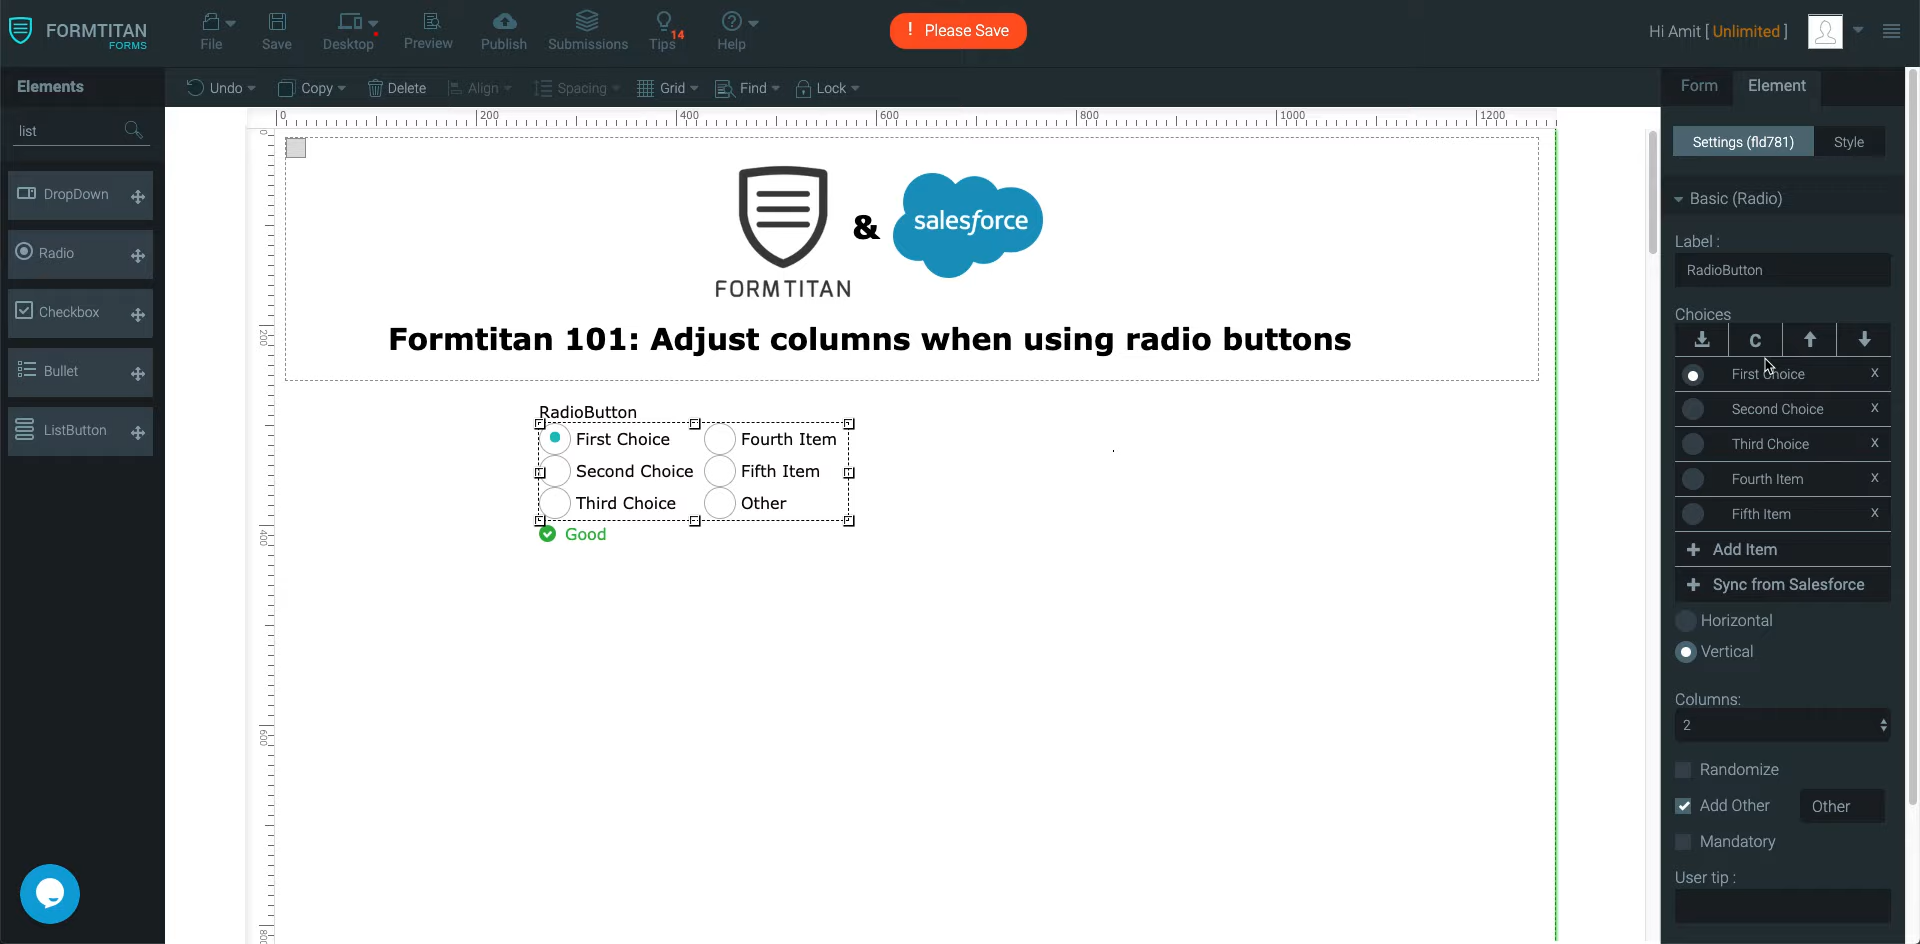 FORMTITAN
FORMS
File
Save
Desktop
Preview
Publish
Submissions
Tips
14
Help
! Please Save
Hi Amit [ Unlimited ]
Elements
Undo
Copy
Delete
Align
Spacing
Grid
Find
Lock
Form
Element
list
DropDown
Radio
Checkbox
Bullet
ListButton
0
200
400
600
800
1000
1200
0
200
400
600
80
FORMTITAN
&
salesforce
Formtitan 101: Adjust columns when using radio buttons
RadioButton
First Choice
Fourth Item
Second Choice
Fifth Item
Third Choice
Other
Good
Settings (fld781)
Style
Basic (Radio)
Label :
RadioButton
Choices
C
First Choice X
Second Choice X
Third Choice X
Fourth Item X
Fifth Item X
+ Add Item
+ Sync from Salesforce
Horizontal
Vertical
Columns:
2
Randomize
Add Other
Other
Mandatory
User tip :